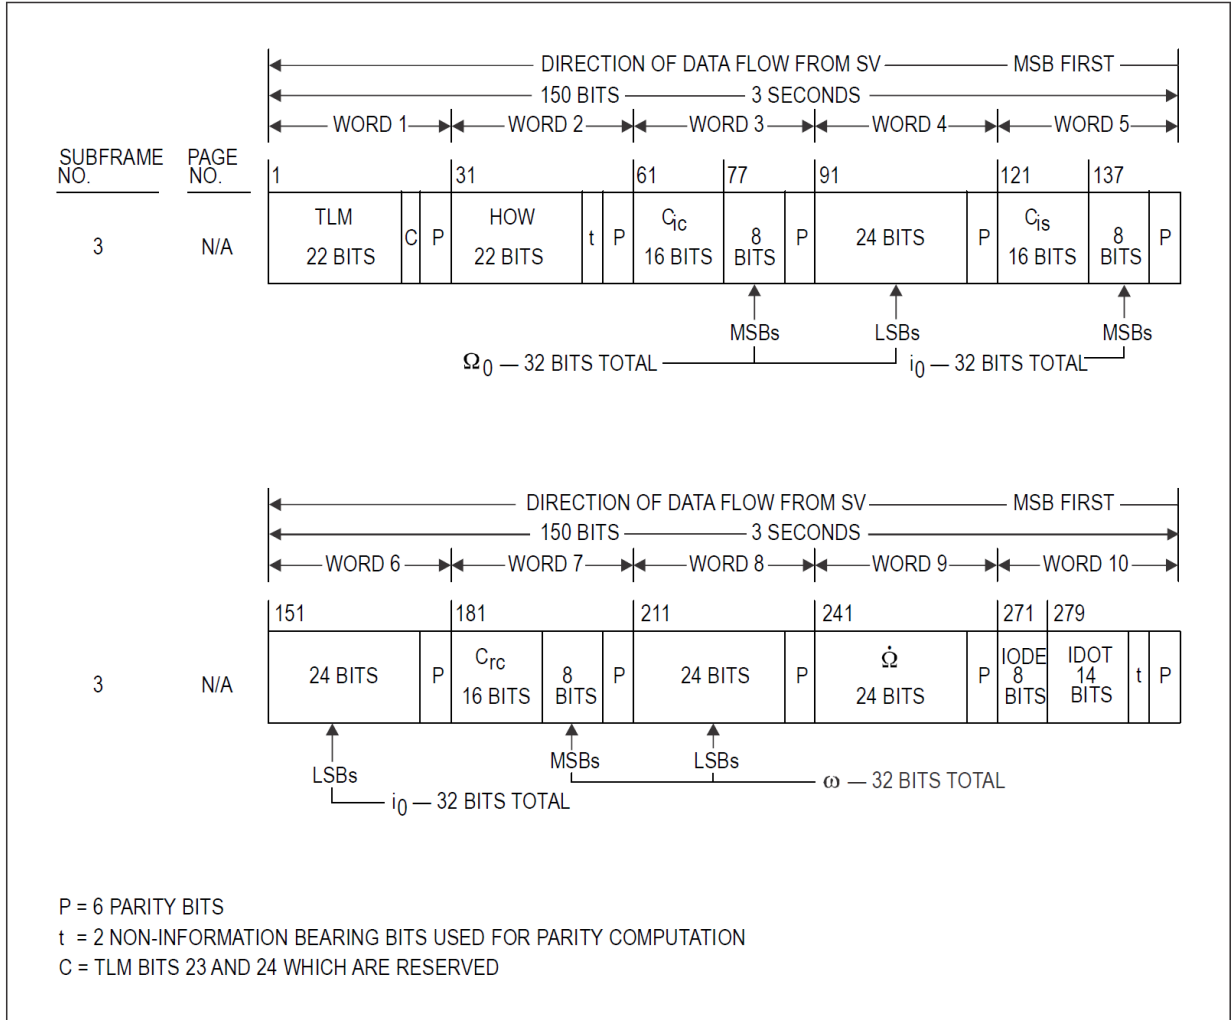 DIRECTION OF DATA FLOW FROM SV MSB FIRST
150 BITS 3 SECONDS
WORD 1 WORD 2 WORD 3 WORD 4 WORD 5
SUBFRAME PAGE
NO. NO.
1 31 61 77 91 121 137
TLM HOW Cic Cis
3 N/A C P t P 8 P 24 BITS P 8 P
22 BITS 22 BITS 16 BITS BITS 16 BITS BITS
MSBs LSBs MSBs
Ω0 — 32 BITS TOTAL i0 — 32 BITS TOTAL
DIRECTION OF DATA FLOW FROM SV MSB FIRST
150 BITS 3 SECONDS
WORD 6 WORD 7 WORD 8 WORD 9 WORD 10
151 181 211 241 271 279
Crc Ω̇ IODE IDOT
3 N/A 24 BITS P 8 P 24 BITS P P 8 14 t P
16 BITS BITS 24 BITS BITS BITS
LSBs MSBs LSBs
i0 — 32 BITS TOTAL ω — 32 BITS TOTAL
P = 6 PARITY BITS
t = 2 NON-INFORMATION BEARING BITS USED FOR PARITY COMPUTATION
C = TLM BITS 23 AND 24 WHICH ARE RESERVED